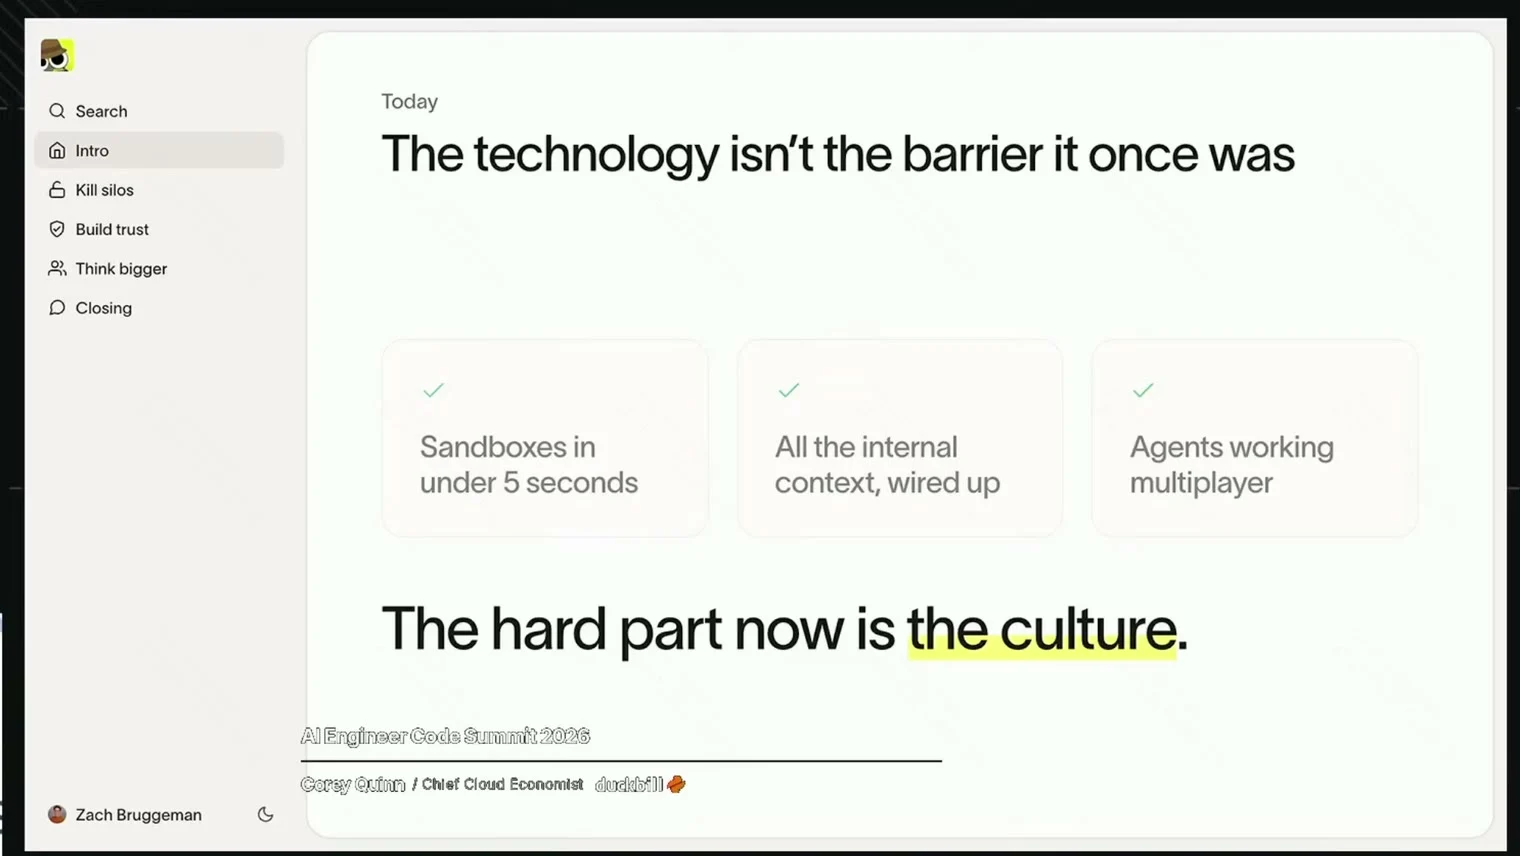 Search
Intro
Kill silos
Build trust
Think bigger
Closing
Zach Bruggeman
Today
The technology isn’t the barrier it once was
Sandboxes in
under 5 seconds
All the internal
context, wired up
Agents working
multiplayer
The hard part now is the culture.
AI Engineer Code Summit 2026
Corey Quinn / Chief Cloud Economist duckbill